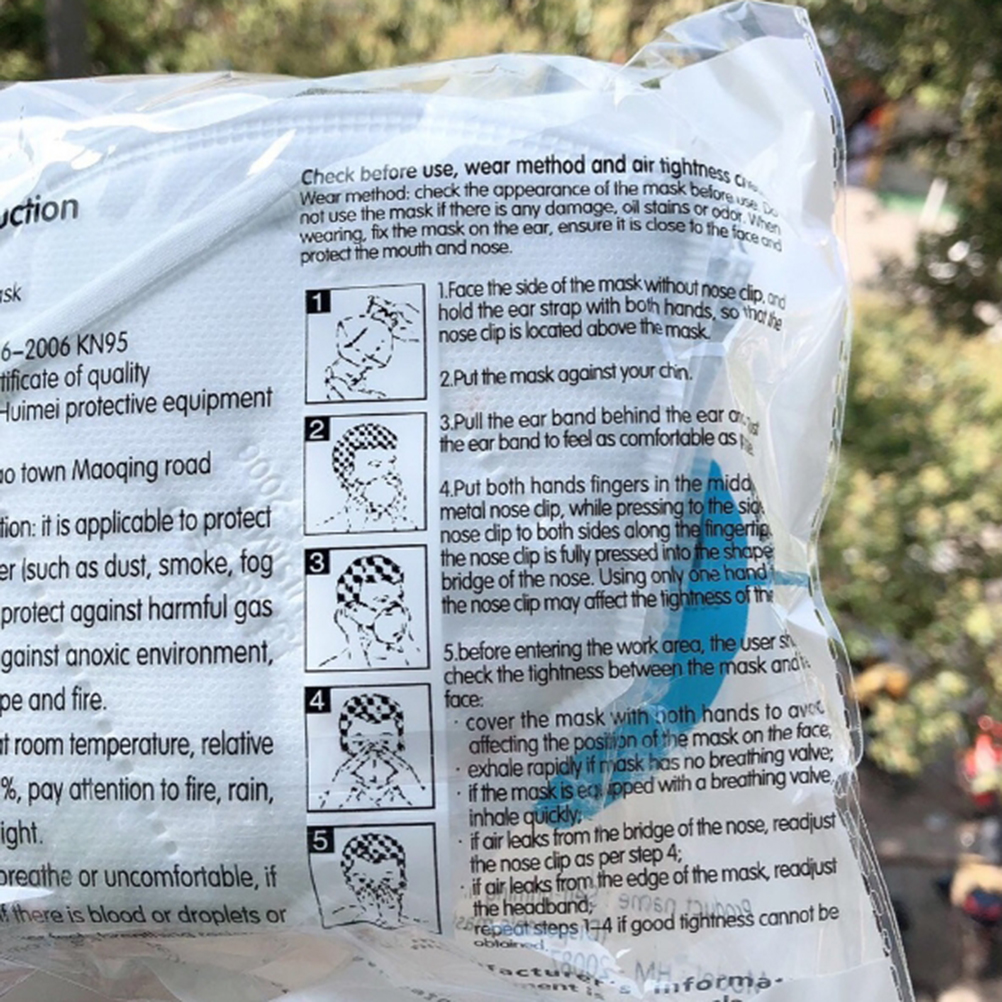 uction
ask
6-2006 KN95
tificate of quality
Huimei protective equipment
ao town Maoqing road
tion: it is applicable to protect
er (such as dust, smoke, fog
protect against harmful gas
gainst anoxic environment,
pe and fire.
at room temperature, relative
%, pay attention to fire, rain,
ight.
breathe or uncomfortable, if
if there is blood or droplets or
Check before use, wear method and air tightness
Wear method: check the appearance of the mask before use. Do
not use the mask if there is any damage, oil stains or odor. When
wearing, fix the mask on the ear, ensure it is close to the face and
protect the mouth and nose.
1
2
3
4
5
1.Face the side of the mask without nose clip, and
hold the ear strap with both hands, so that the
nose clip is located above the mask.
2.Put the mask against your chin.
3.Pull the ear band behind the ear
the ear band to feel as comfortable as
4.Put both hands fingers in the midd
metal nose clip, while pressing to the sid
nose clip to both sides along the fingertip
the nose clip is fully pressed into the shape
bridge of the nose. Using only one hand
the nose clip may affect the tightness of the
5.before entering the work area, the user sh
check the tightness between the mask and
face:
· cover the mask with both hands to avoid
affecting the position of the mask on the face;
· exhale rapidly if mask has no breathing valve;
· if the mask is equipped with a breathing valve,
inhale quickly;
· if air leaks from the bridge of the nose, readjust
the nose clip as per step 4;
· if air leaks from the edge of the mask, readjust
the headband;
repeat steps 1-4 if good tightness cannot be
obtained
facturer's informa-